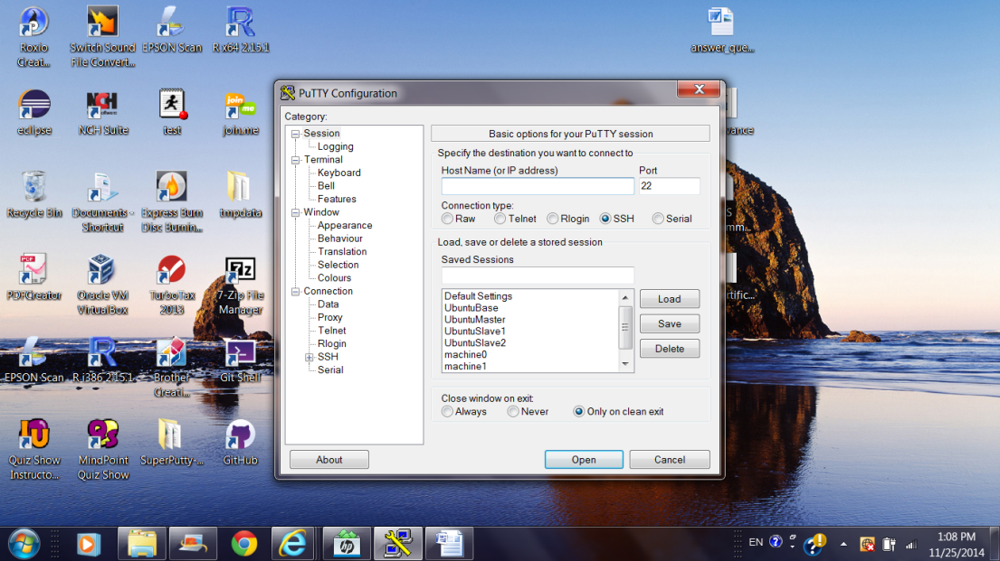 Roxio
Creat...
Switch Sound
File Convert...
EPSON Scan
R x64 2.15.1
answer_que...
eclipse
NCH Suite
test
join.me
Recycle Bin
Documents -
Shortcut
Express Burn
Disc Burnin...
tmpdata
PDFCreator
Oracle VM
VirtualBox
TurboTax
2013
7-Zip File
Manager
EPSON Scan
R i386 2.15.1
Brother
Creati...
Git Shell
Quiz Show
Instructo...
MindPoint
Quiz Show
SuperPutty-...
GitHub
PuTTY Configuration
Category:
Session
Logging
Terminal
Keyboard
Bell
Features
Window
Appearance
Behaviour
Translation
Selection
Colours
Connection
Data
Proxy
Telnet
Rlogin
SSH
Serial
Basic options for your PuTTY session
Specify the destination you want to connect to
Host Name (or IP address) Port
22
Connection type:
Raw Telnet Rlogin SSH Serial
Load, save or delete a stored session
Saved Sessions
Default Settings
UbuntuBase
UbuntuMaster
UbuntuSlave1
UbuntuSlave2
machine0
machine1
Load
Save
Delete
Close window on exit:
Always Never Only on clean exit
About Open Cancel
EN
1:08 PM
11/25/2014